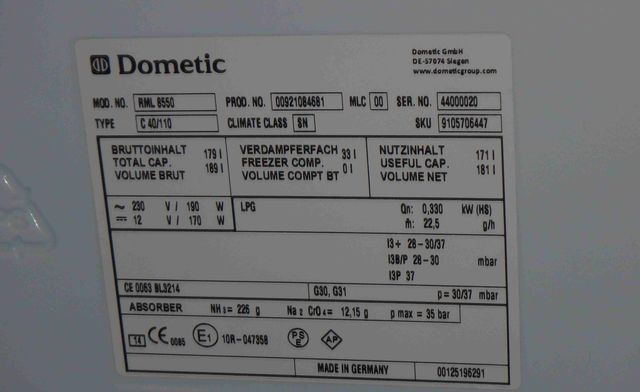 Dometic
Dometic GmbH
DE-57074 Siegen
www.dometicgroup.com
MOD. NO. RML 8550 PROD. NO. 00921084681 MLC 00 SER. NO. 44000020
TYPE C 40/110 CLIMATE CLASS SN SKU 9105706447
BRUTTOINHALT 179 l VERDAMPFERFACH 33 l NUTZINHALT 171 l
TOTAL CAP. 189 l FREEZER COMP. 0 l USEFUL CAP. 181 l
VOLUME BRUT VOLUME COMPT BT VOLUME NET
~ 230 V / 190 W LPG Qn: 0,330 kW (HS)
⎓ 12 V / 170 W ṁ: 22,5 g/h
I3+ 28-30/37
I3B/P 28-30 mbar
I3P 37
CE 0063 BL3214 G30, G31 p = 30/37 mbar
ABSORBER NH₃= 226 g Na₂ CrO₄= 12,15 g p max = 35 bar
14 CE 0085 E1 10R-047358 PS E AP
MADE IN GERMANY 00125196291